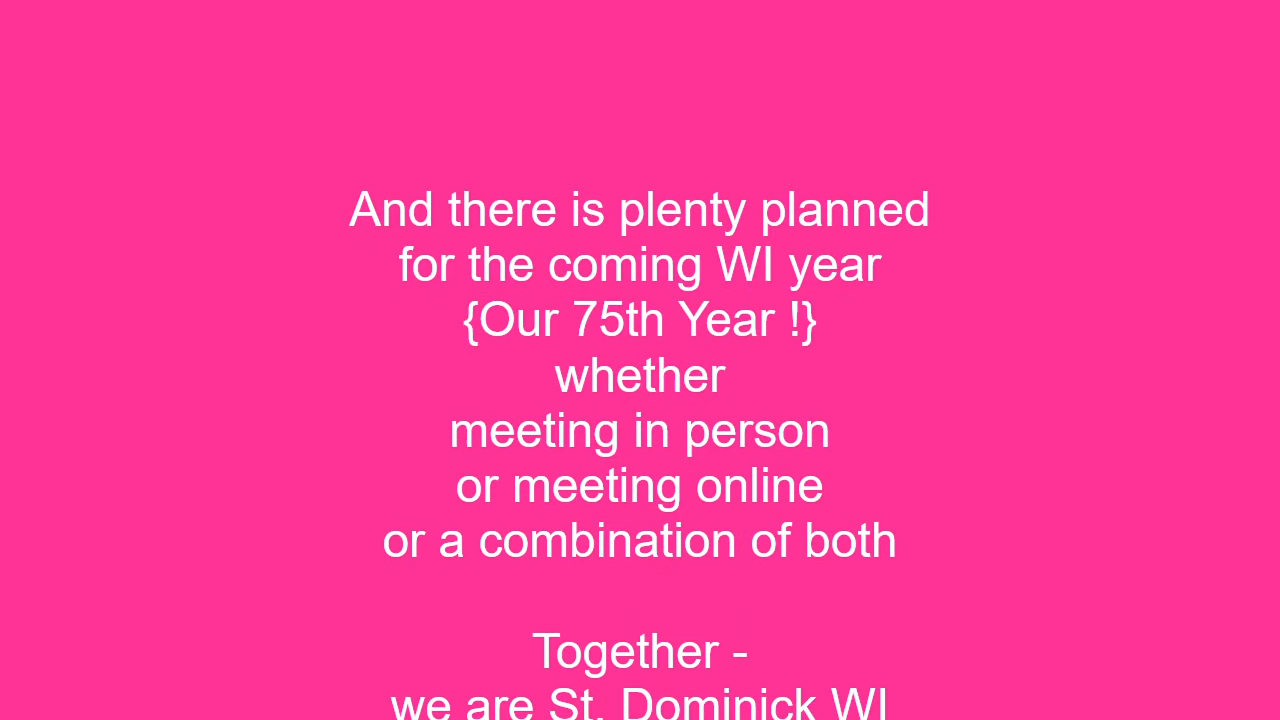 And there is plenty planned
for the coming WI year
{Our 75th Year !}
whether
meeting in person
or meeting online
or a combination of both
Together -
we are St. Dominick WI